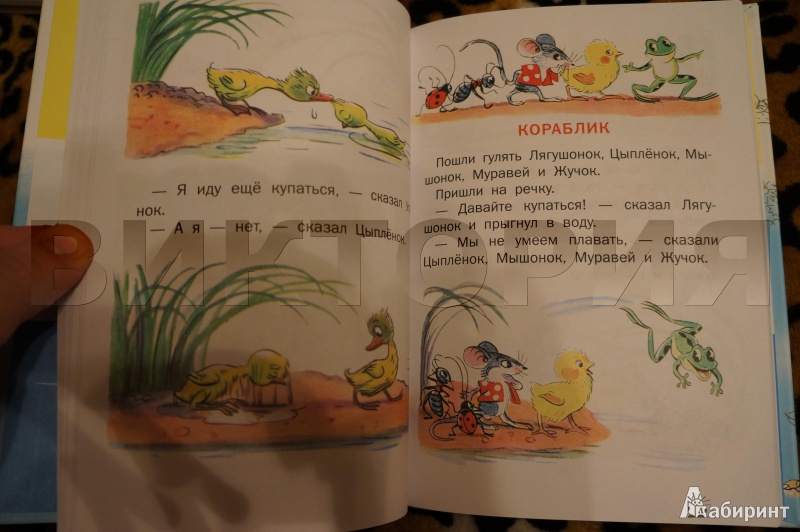 — Я иду ещё купаться, — сказал
нок.
— А я — нет, — сказал Цыплёнок.
КОРАБЛИК
Пошли гулять Лягушонок, Цыплёнок, Мы-
шонок, Муравей и Жучок.
Пришли на речку.
— Давайте купаться! — сказал Лягу-
шонок и прыгнул в воду.
— Мы не умеем плавать, — сказали
Цыплёнок, Мышонок, Муравей и Жучок.
ВИКТОРИЯ
Лабиринт